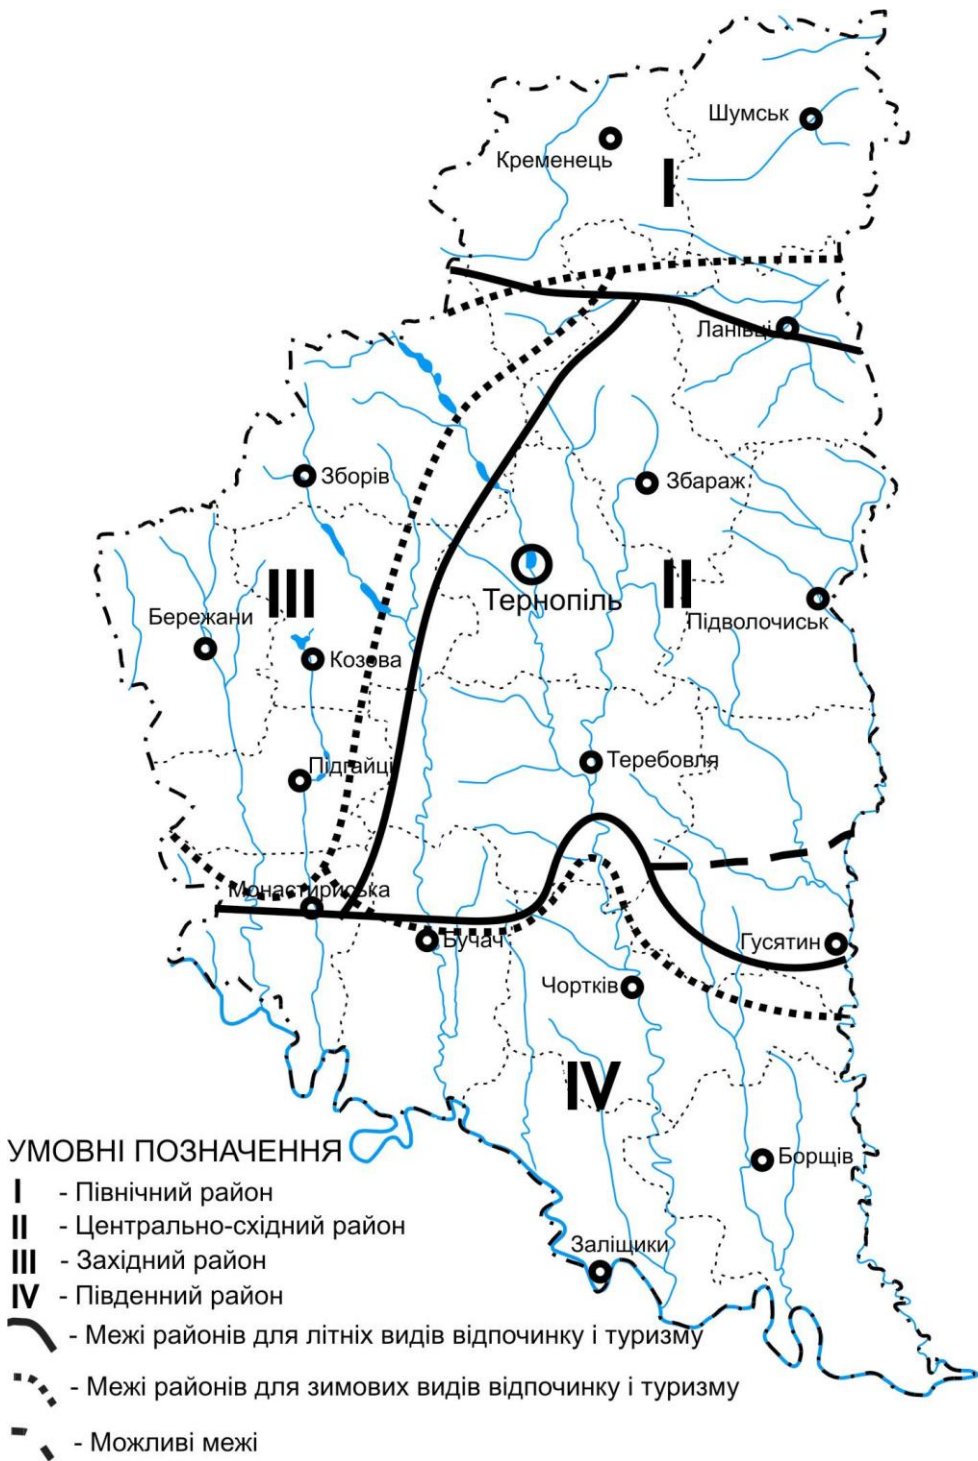 Шумськ
Кременець
I
Ланівці
Зборів
Збараж
Тернопіль
II
III
Бережани
Підволочиськ
Козова
Теребовля
Підгайці
Монастириська
Бучач
Гусятин
Чортків
IV
Борщів
Заліщики
УМОВНІ ПОЗНАЧЕННЯ
I - Північний район
II - Центрально-східний район
III - Західний район
IV - Південний район
- Межі районів для літніх видів відпочинку і туризму
- Межі районів для зимових видів відпочинку і туризму
- Можливі межі